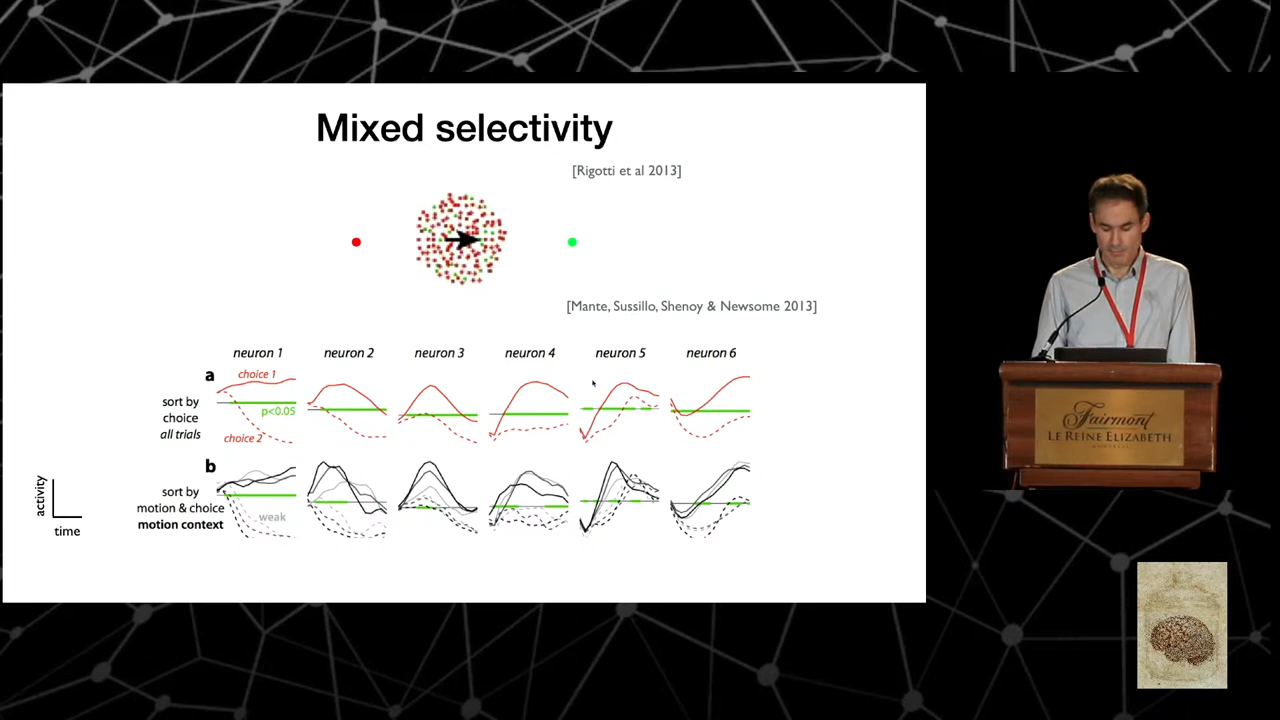 Mixed selectivity
[Rigotti et al 2013]
[Mante, Sussillo, Shenoy & Newsome 2013]
neuron 1
neuron 2
neuron 3
neuron 4
neuron 5
neuron 6
a
choice 1
sort by
choice
all trials
p<0.05
choice 2
b
activity
sort by
motion & choice
motion context
weak
time
Fairmont
LE REINE ELIZABETH